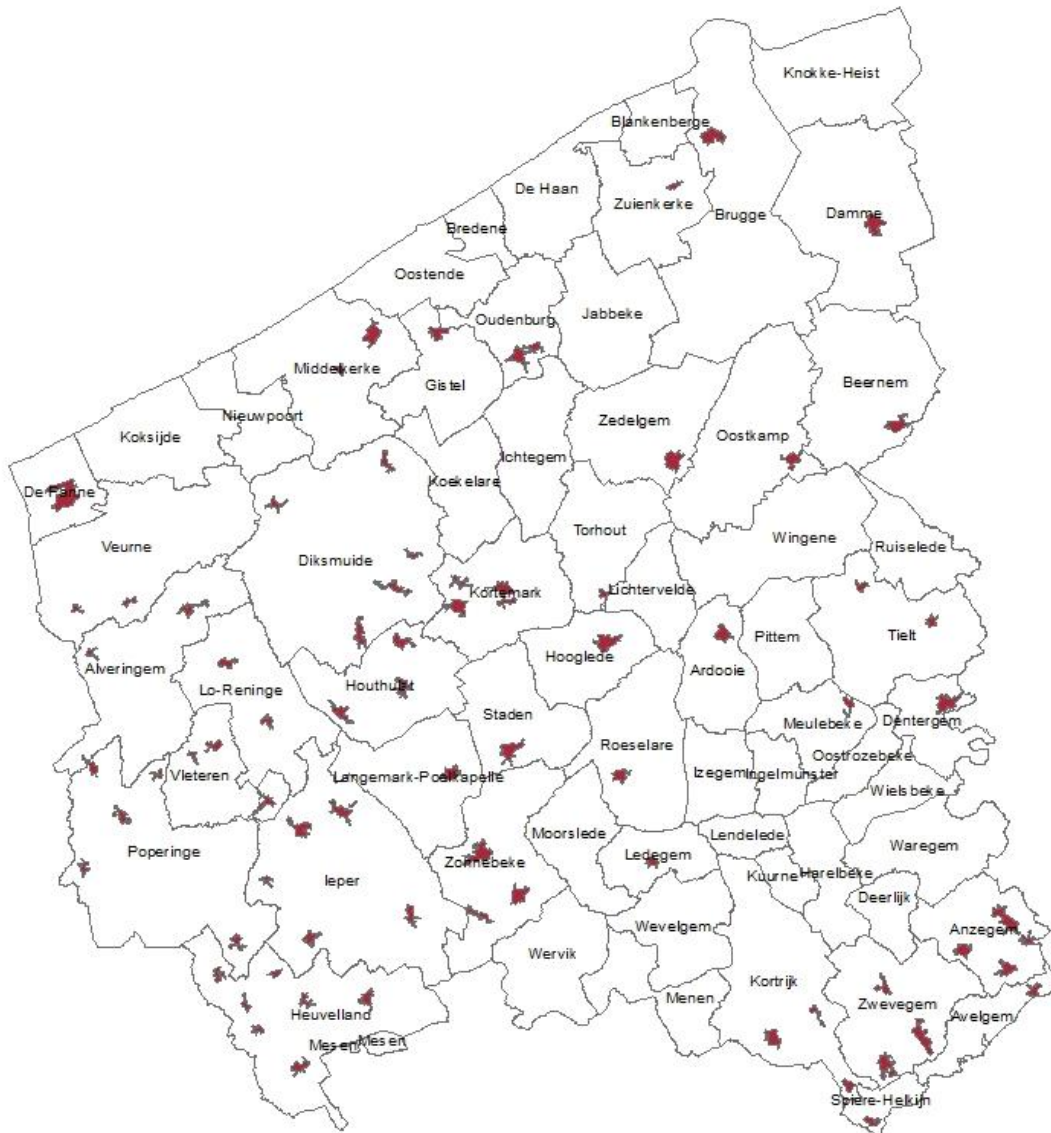 Knokke-Heist
Blankenberge
De Haan
Zuienkerke
Brugge
Damme
Bredene
Oostende
Oudenburg
Jabbeke
Middelkerke
Gistel
Beernem
Nieuwpoort
Zedelgem
Oostkamp
Koksijde
Ichtegem
Koekelare
De Panne
Torhout
Wingene
Veurne
Ruiselede
Diksmuide
Kortemark
Lichtervelde
Tielt
Pittem
Hooglede
Ardooie
Alveringem
Houthulst
Lo-Reninge
Staden
Meulebeke
Dentergem
Roeselare
Oostrozebeke
Vleteren
Langemark-Poelkapelle
Izegem
Ingelmunster
Wielsbeke
Moorslede
Lendelede
Waregem
Poperinge
Zonnebeke
Ledegem
Ieper
Kuurne
Harelbeke
Deerlijk
Wevelgem
Anzegem
Wervik
Kortrijk
Zwevegem
Menen
Heuvelland
Avelgem
Mesen
Mesen
Spiere-Helkijn